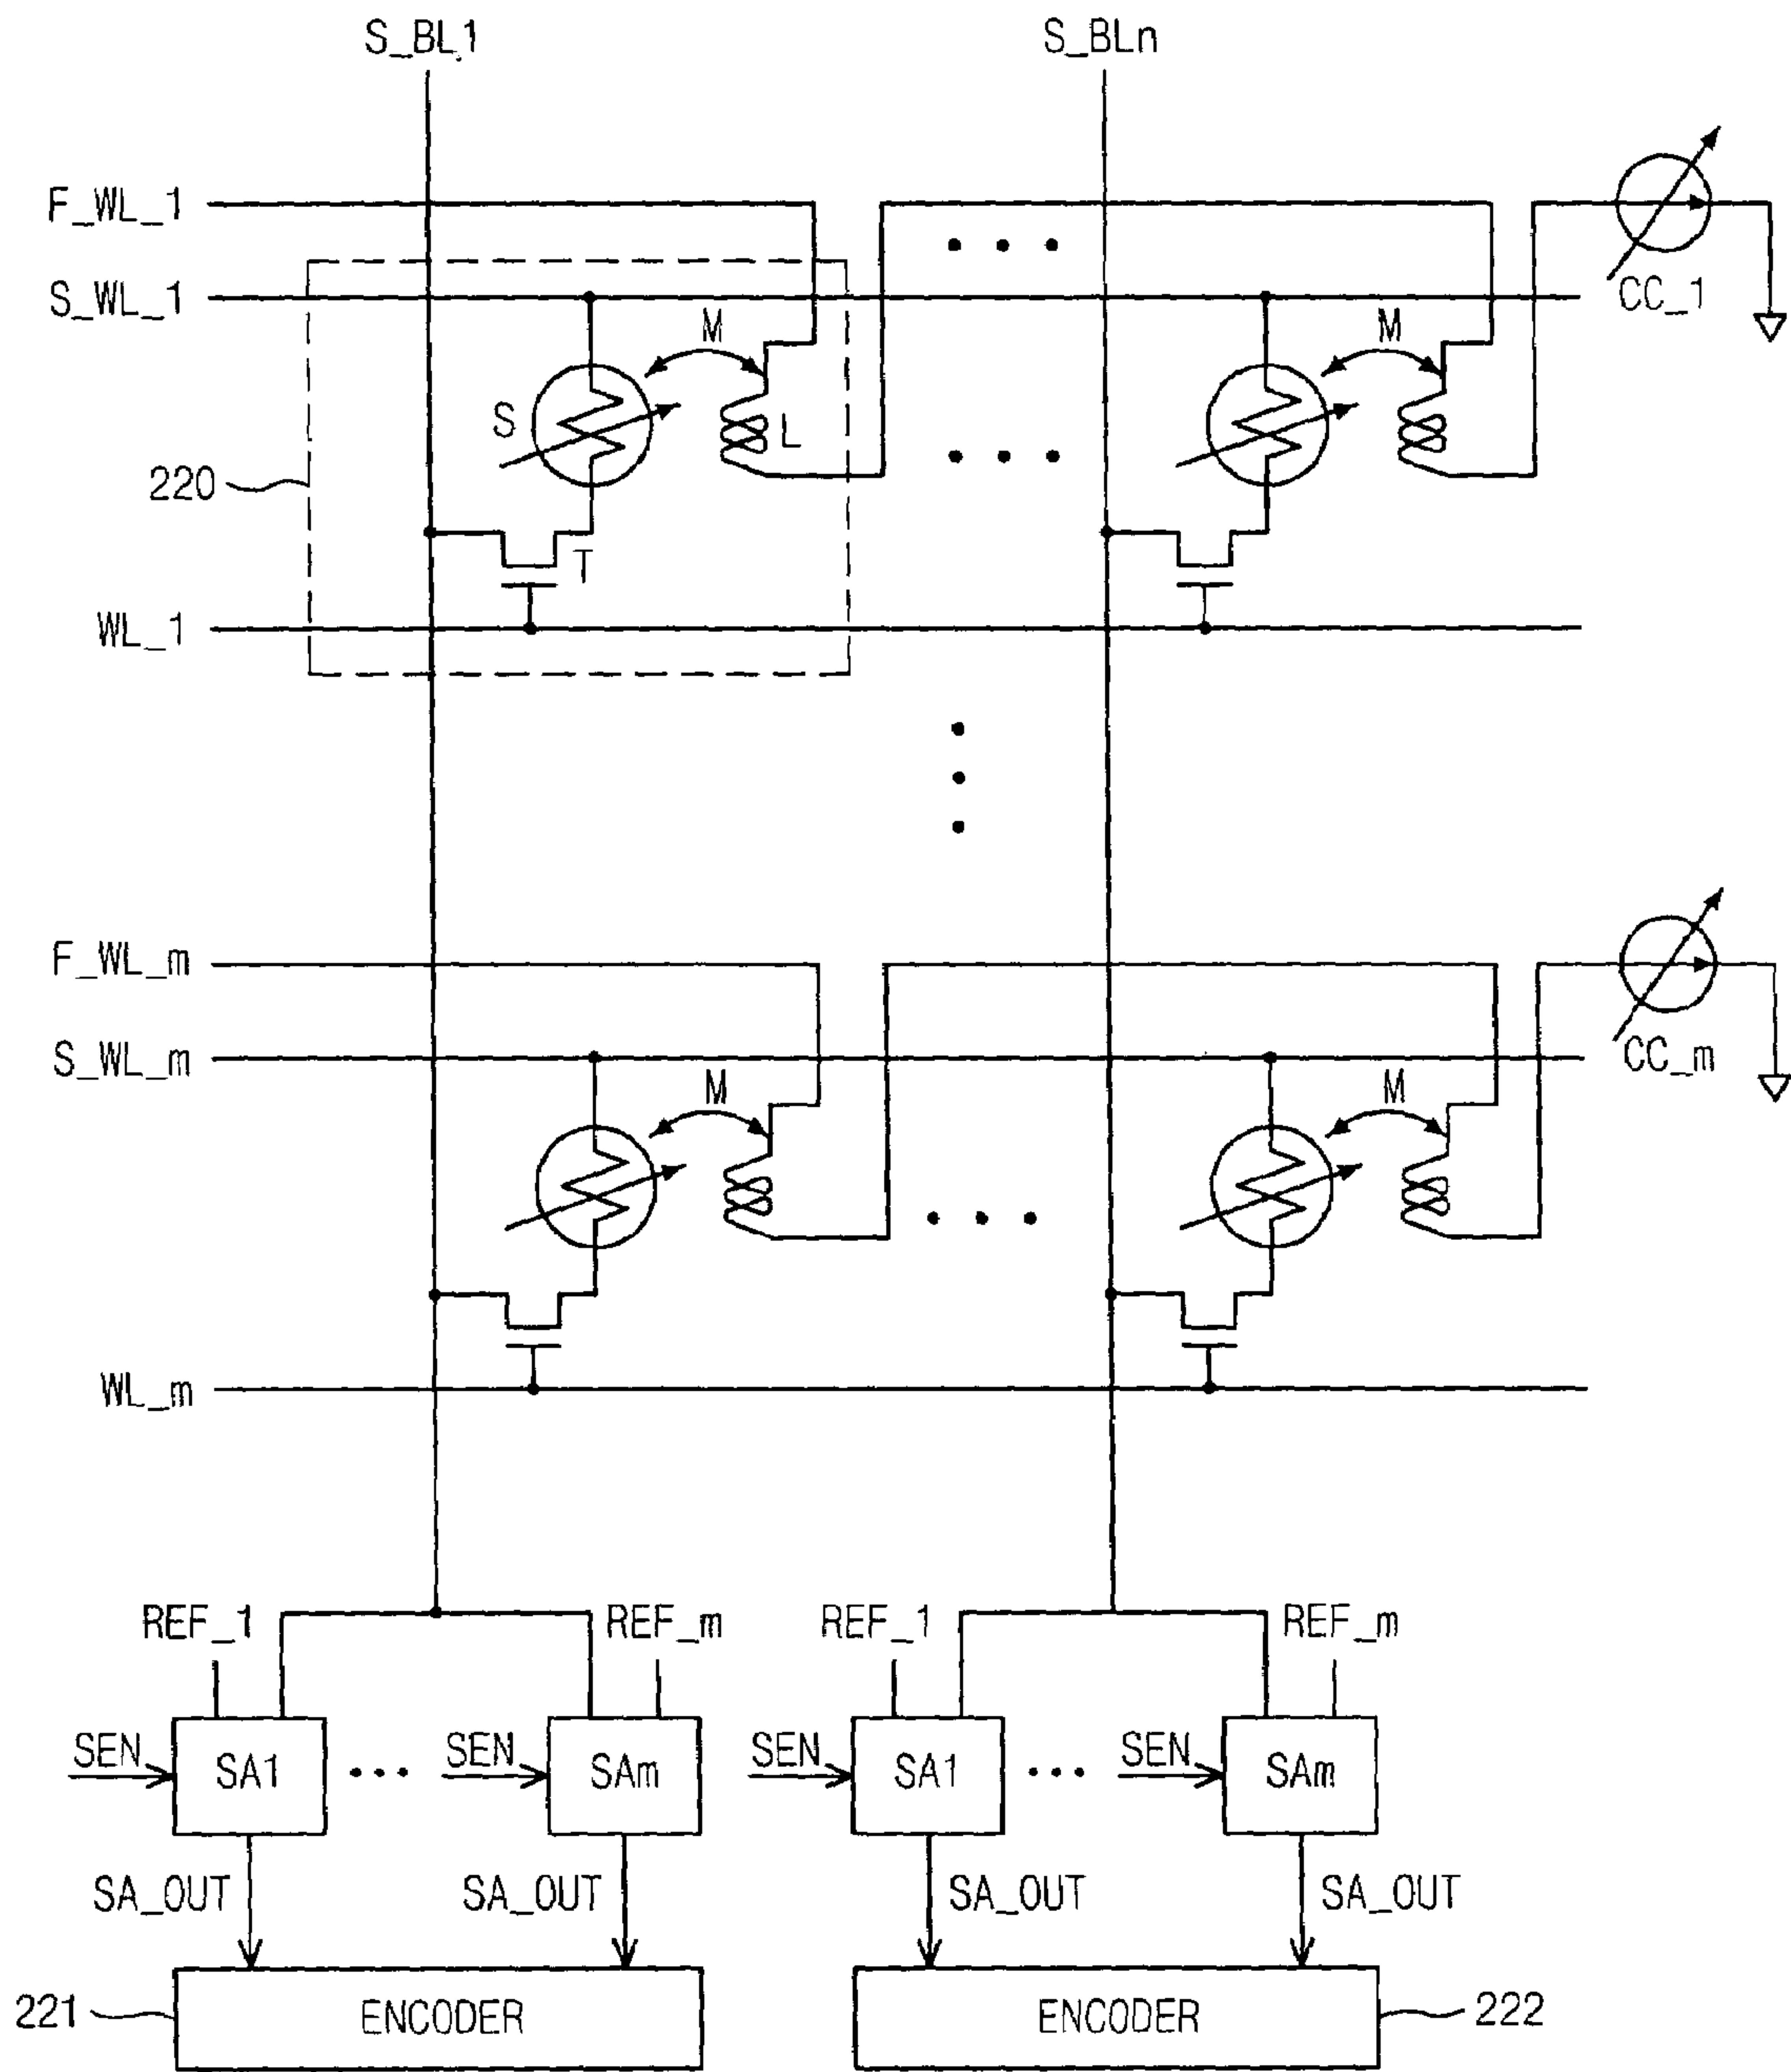 S_BL1 S_BLn
F_WL_1
S_WL_1 CC_1
M M
S L
220
T
WL_1
F_WL_m
S_WL_m CC_m
M M
WL_m
REF_1 REF_m REF_1 REF_m
SEN SA1 SEN SAm SEN SA1 SEN SAm
SA_OUT SA_OUT SA_OUT SA_OUT
221 ENCODER ENCODER 222